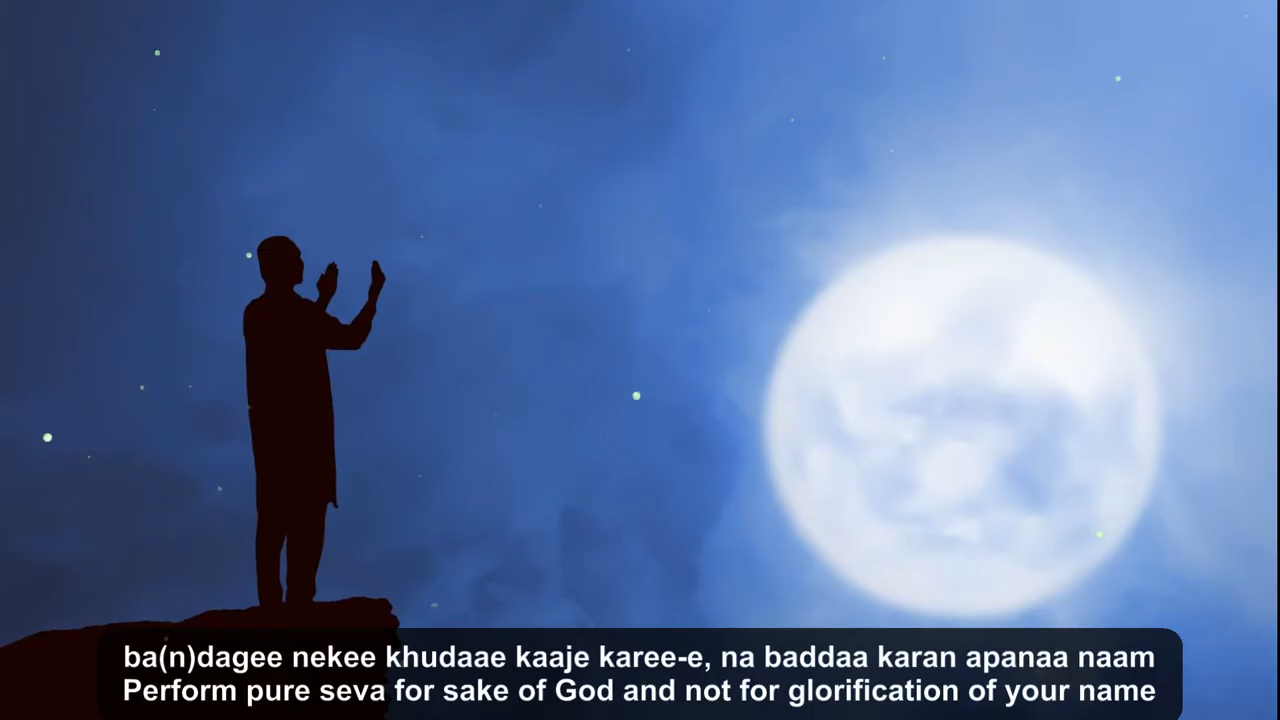 ba(n)dagee nekee khudaae kaaje karee-e, na baddaa karan apanaa naam
Perform pure seva for sake of God and not for glorification of your name